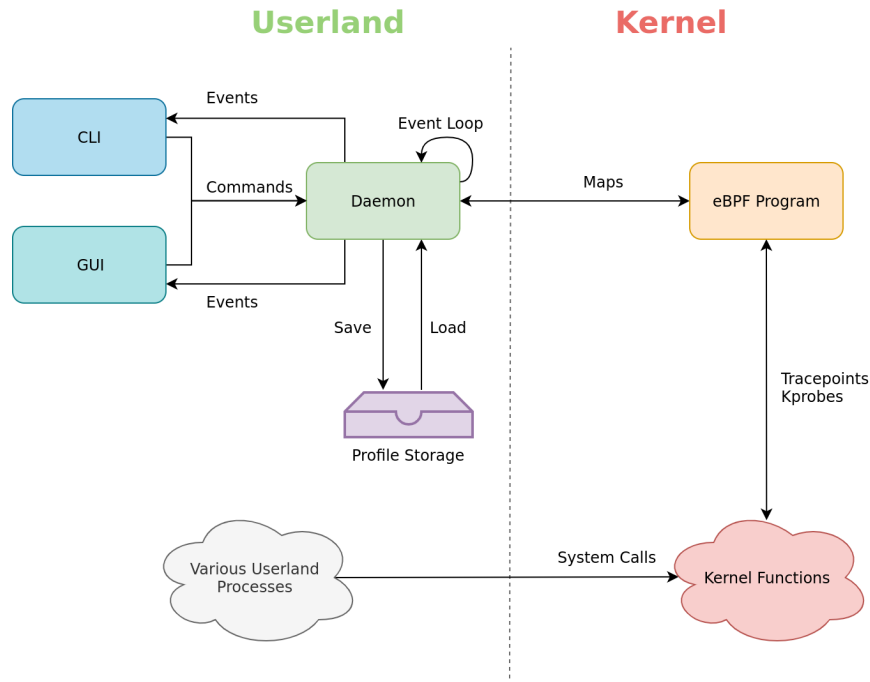 Userland
Kernel
Events
CLI
Event Loop
Commands
Daemon
Maps
eBPF Program
GUI
Events
Save
Load
Tracepoints
Kprobes
Profile Storage
System Calls
Various Userland
Processes
Kernel Functions